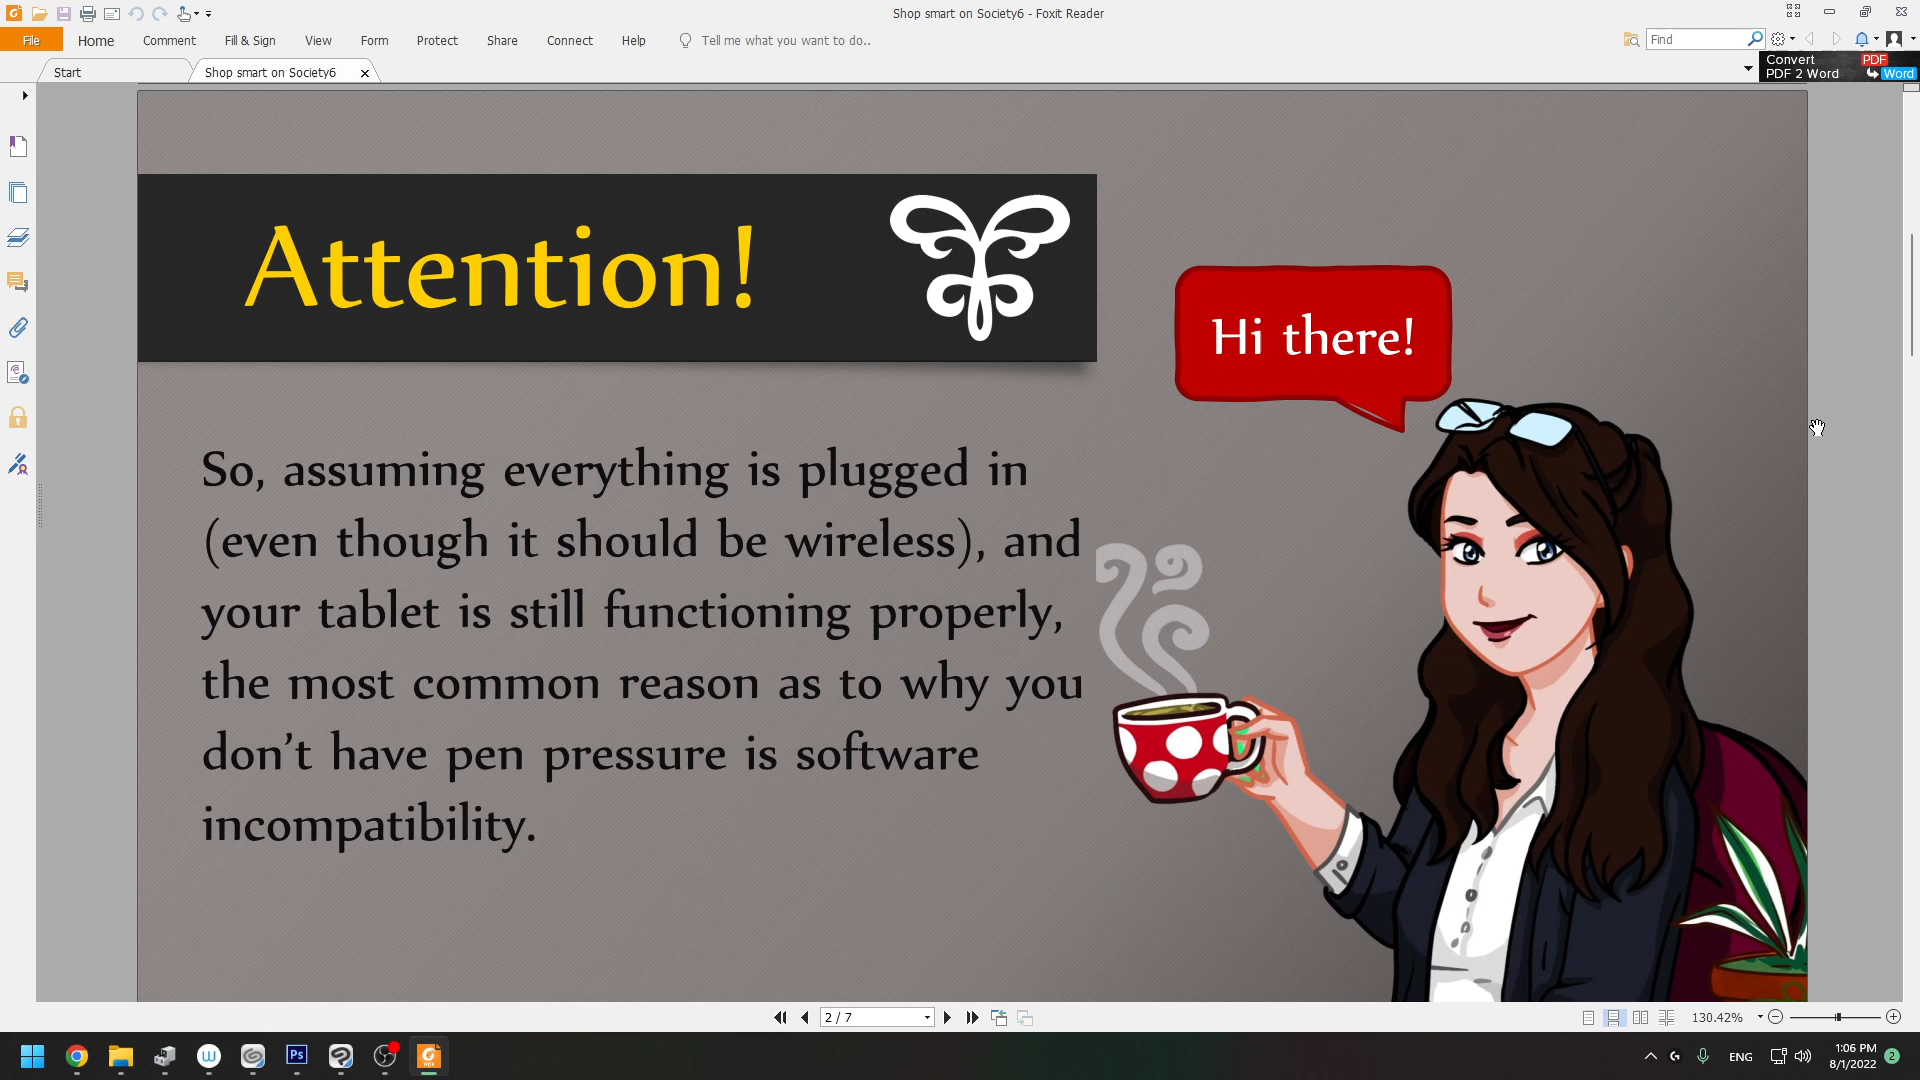 Shop smart on Society6 - Foxit Reader
File
Home
Comment
Fill & Sign
View
Form
Protect
Share
Connect
Help
Tell me what you want to do..
Find
Start
Shop smart on Society6
Convert
PDF 2 Word
PDF
Word
Attention!
Hi there!
So, assuming everything is plugged in
(even though it should be wireless), and
your tablet is still functioning properly,
the most common reason as to why you
don't have pen pressure is software
incompatibility.
2 / 7
130.42%
Ps
PDF
ENG
1:06 PM
8/1/2022
2